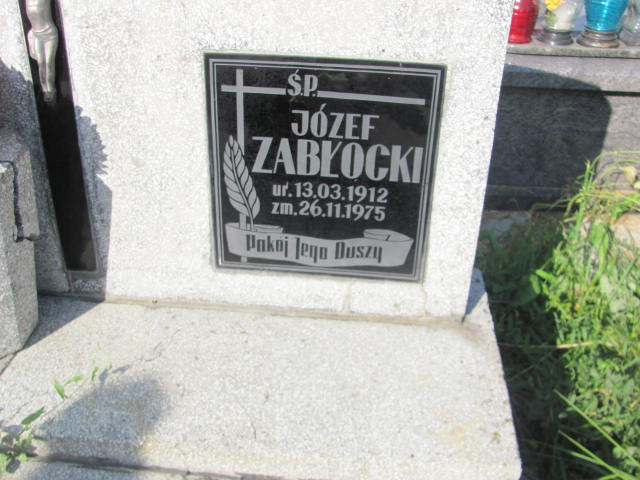 Ś.P.
JÓZEF
ZABŁOCKI
ur. 13.03.1912
zm. 26.11.1975
Pokój Jego Duszy